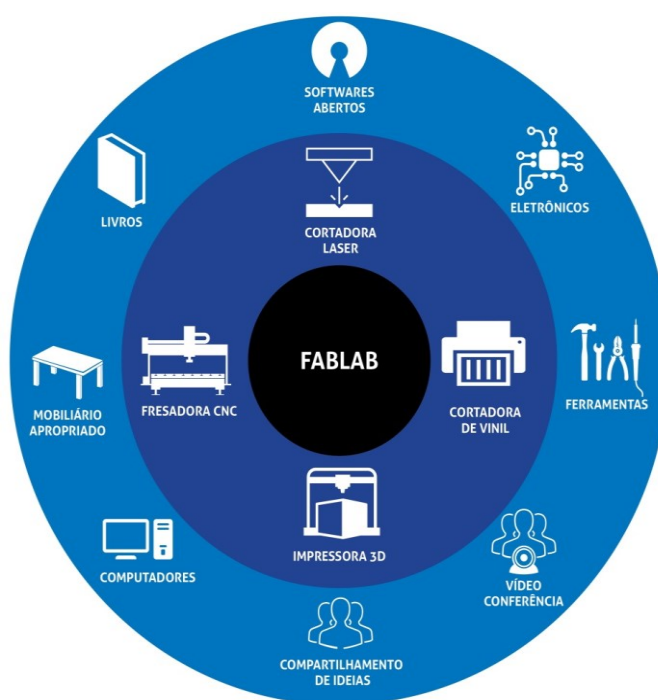 SOFTWARES
ABERTOS
LIVROS
ELETRÔNICOS
CORTADORA
LASER
FABLAB
MOBILIÁRIO
APROPRIADO
FRESADORA CNC
CORTADORA
DE VINIL
FERRAMENTAS
IMPRESSORA 3D
COMPUTADORES
VÍDEO
CONFERÊNCIA
COMPARTILHAMENTO
DE IDEIAS